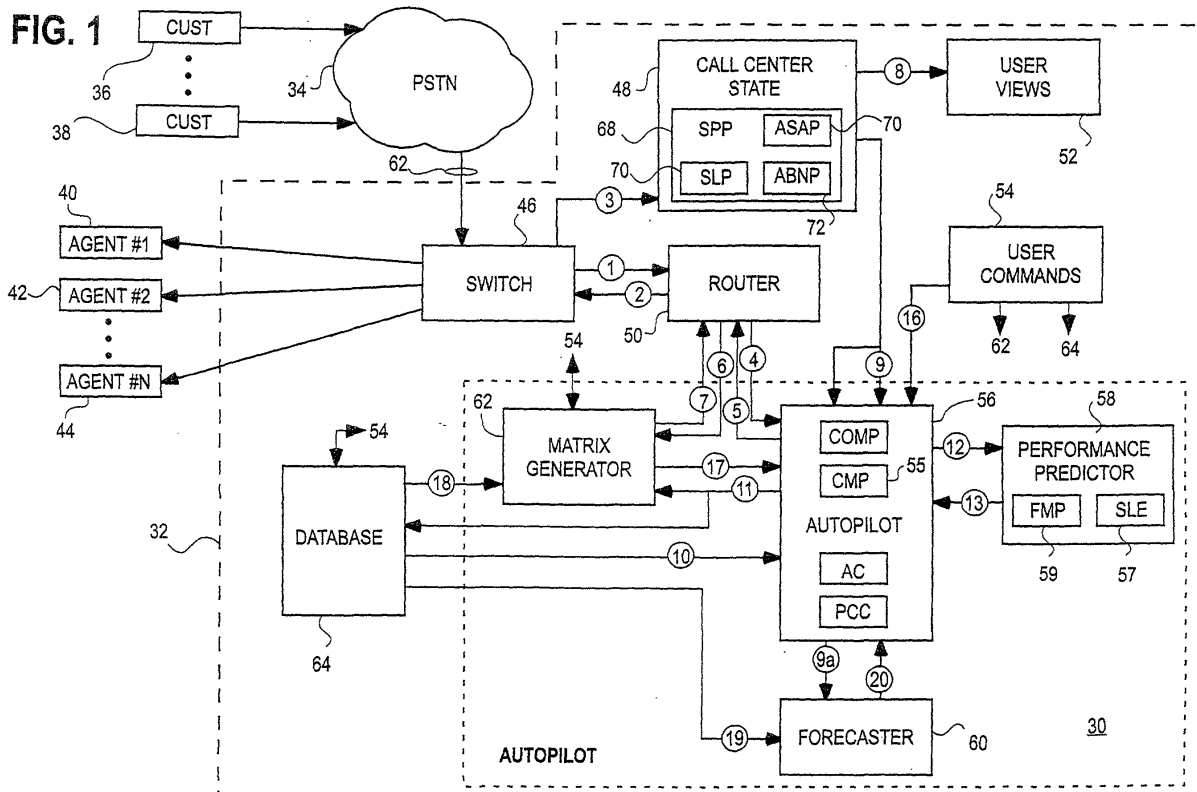 FIG. 1
CUST
36
CUST
38
34
PSTN
62
48
CALL CENTER
STATE
68
SPP
ASAP
70
70
SLP
ABNP
72
8
USER
VIEWS
52
40
AGENT #1
42
AGENT #2
AGENT #N
44
46
SWITCH
3
1
2
ROUTER
50
54
USER
COMMANDS
62
64
16
9
54
7
6
5
4
62
MATRIX
GENERATOR
17
11
18
54
DATABASE
64
10
32
56
COMP
CMP
55
AUTOPILOT
AC
PCC
12
13
58
PERFORMANCE
PREDICTOR
FMP
SLE
59
57
9a
20
19
FORECASTER
60
30
AUTOPILOT